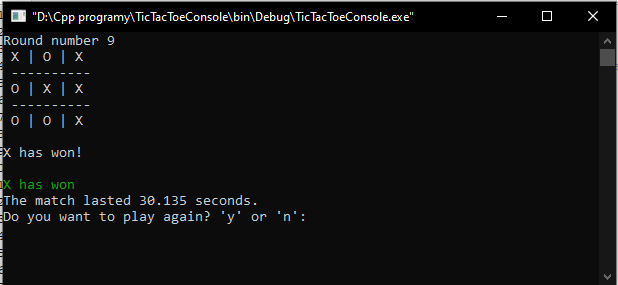 "D:\Cpp programy\TicTacToeConsole\bin\Debug\TicTacToeConsole.exe"
Round number 9
X | O | X
-----------
O | X | X
-----------
O | O | X
X has won!
X has won
The match lasted 30.135 seconds.
Do you want to play again? 'y' or 'n':